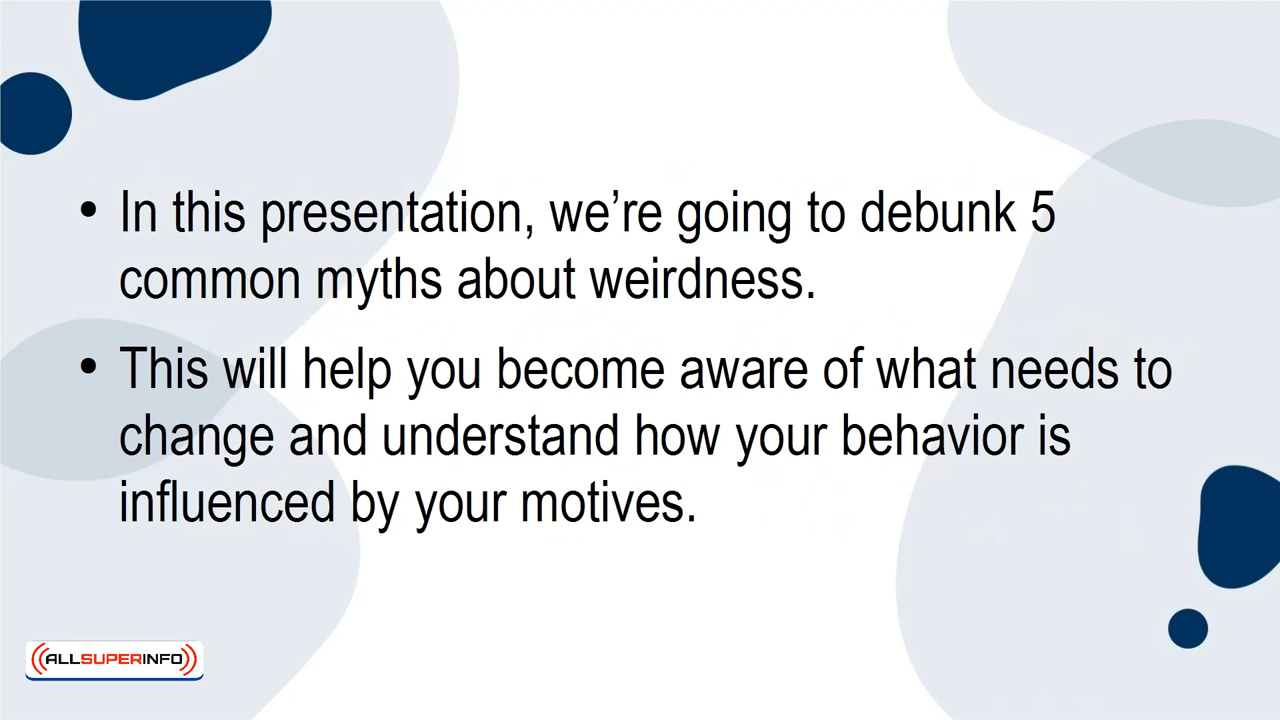 • In this presentation, we’re going to debunk 5
common myths about weirdness.
• This will help you become aware of what needs to
change and understand how your behavior is
influenced by your motives.
ALLSUPERINFO